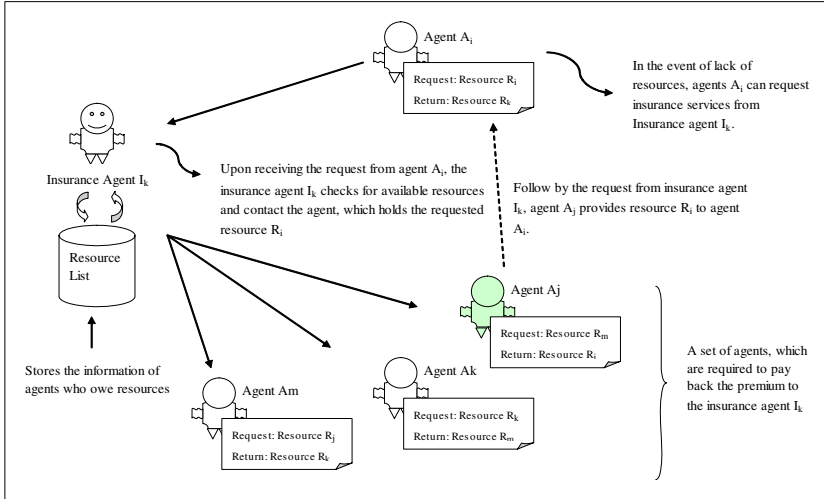 Agent Ai
Request: Resource Ri
Return: Resource Rk
In the event of lack of
resources, agents Ai can request
insurance services from
Insurance agent Ik.
Insurance Agent Ik
Upon receiving the request from agent Ai, the
insurance agent Ik checks for available resources
and contact the agent, which holds the requested
resource Ri
Follow by the request from insurance agent
Ik, agent Aj provides resource Ri to agent
Ai.
Resource
List
Agent Aj
Request: Resource Rm
Return: Resource Ri
Stores the information of
agents who owe resources
Agent Am
Request: Resource Rj
Return: Resource Rk
Agent Ak
Request: Resource Rk
Return: Resource Rm
A set of agents, which
are required to pay
back the premium to
the insurance agent Ik